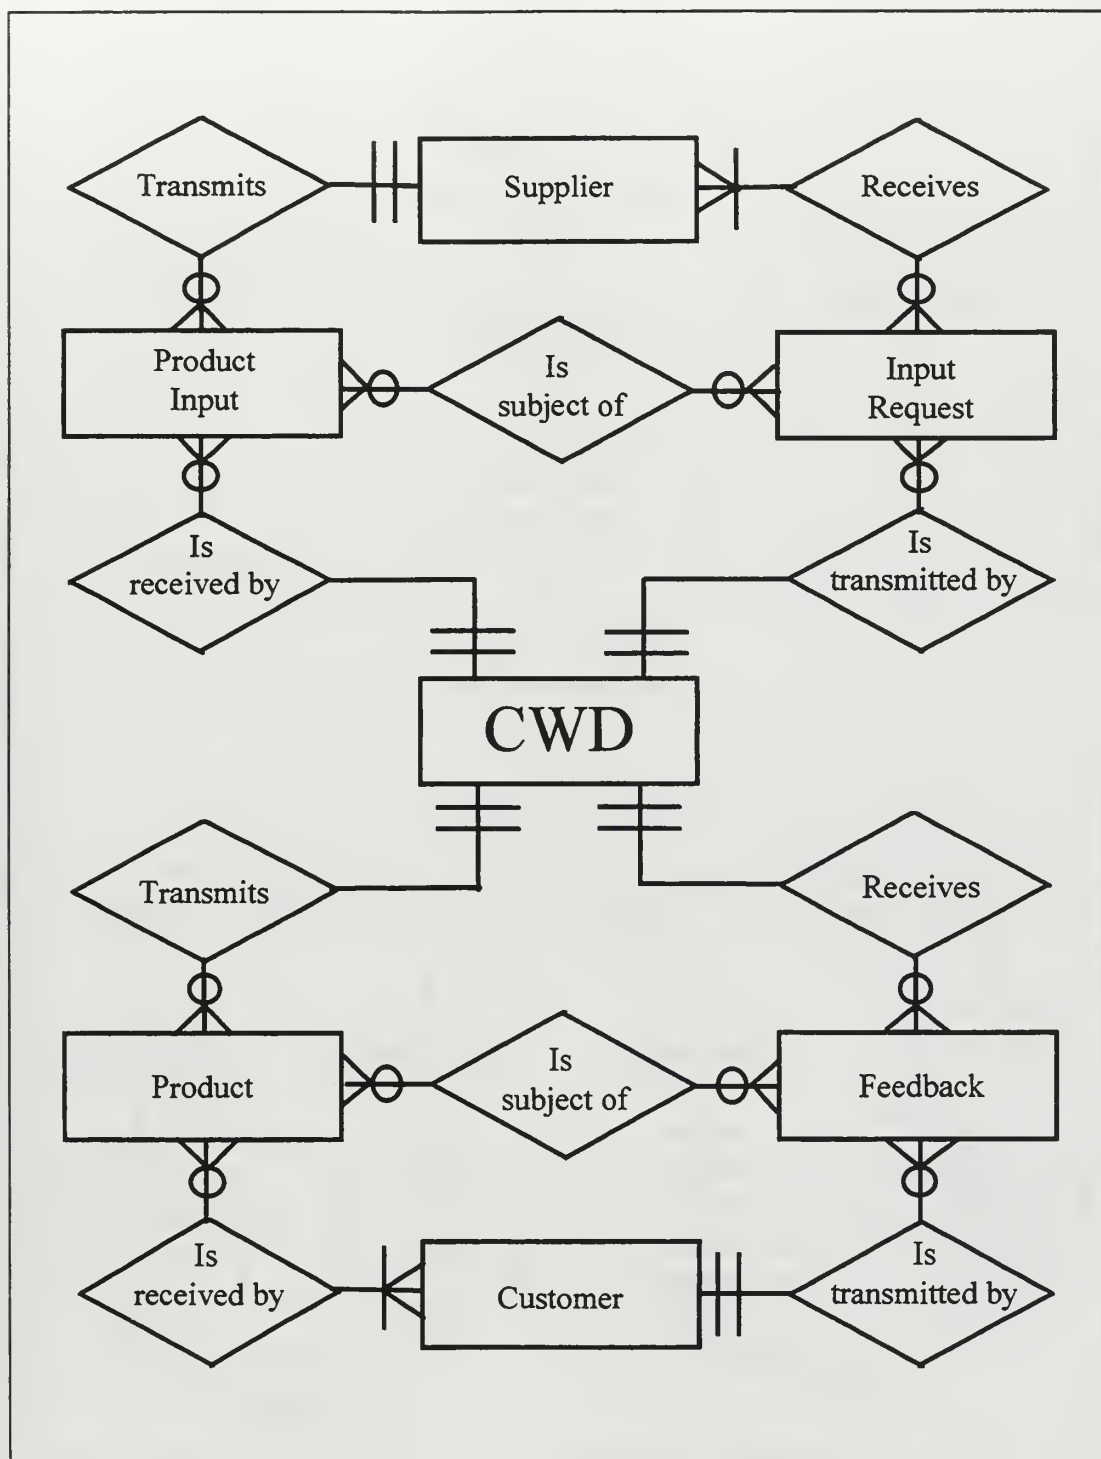 Transmits
Supplier
Receives
Product
Input
Is
subject of
Input
Request
Is
received by
Is
transmitted by
CWD
Transmits
Receives
Product
Is
subject of
Feedback
Is
received by
Customer
Is
transmitted by